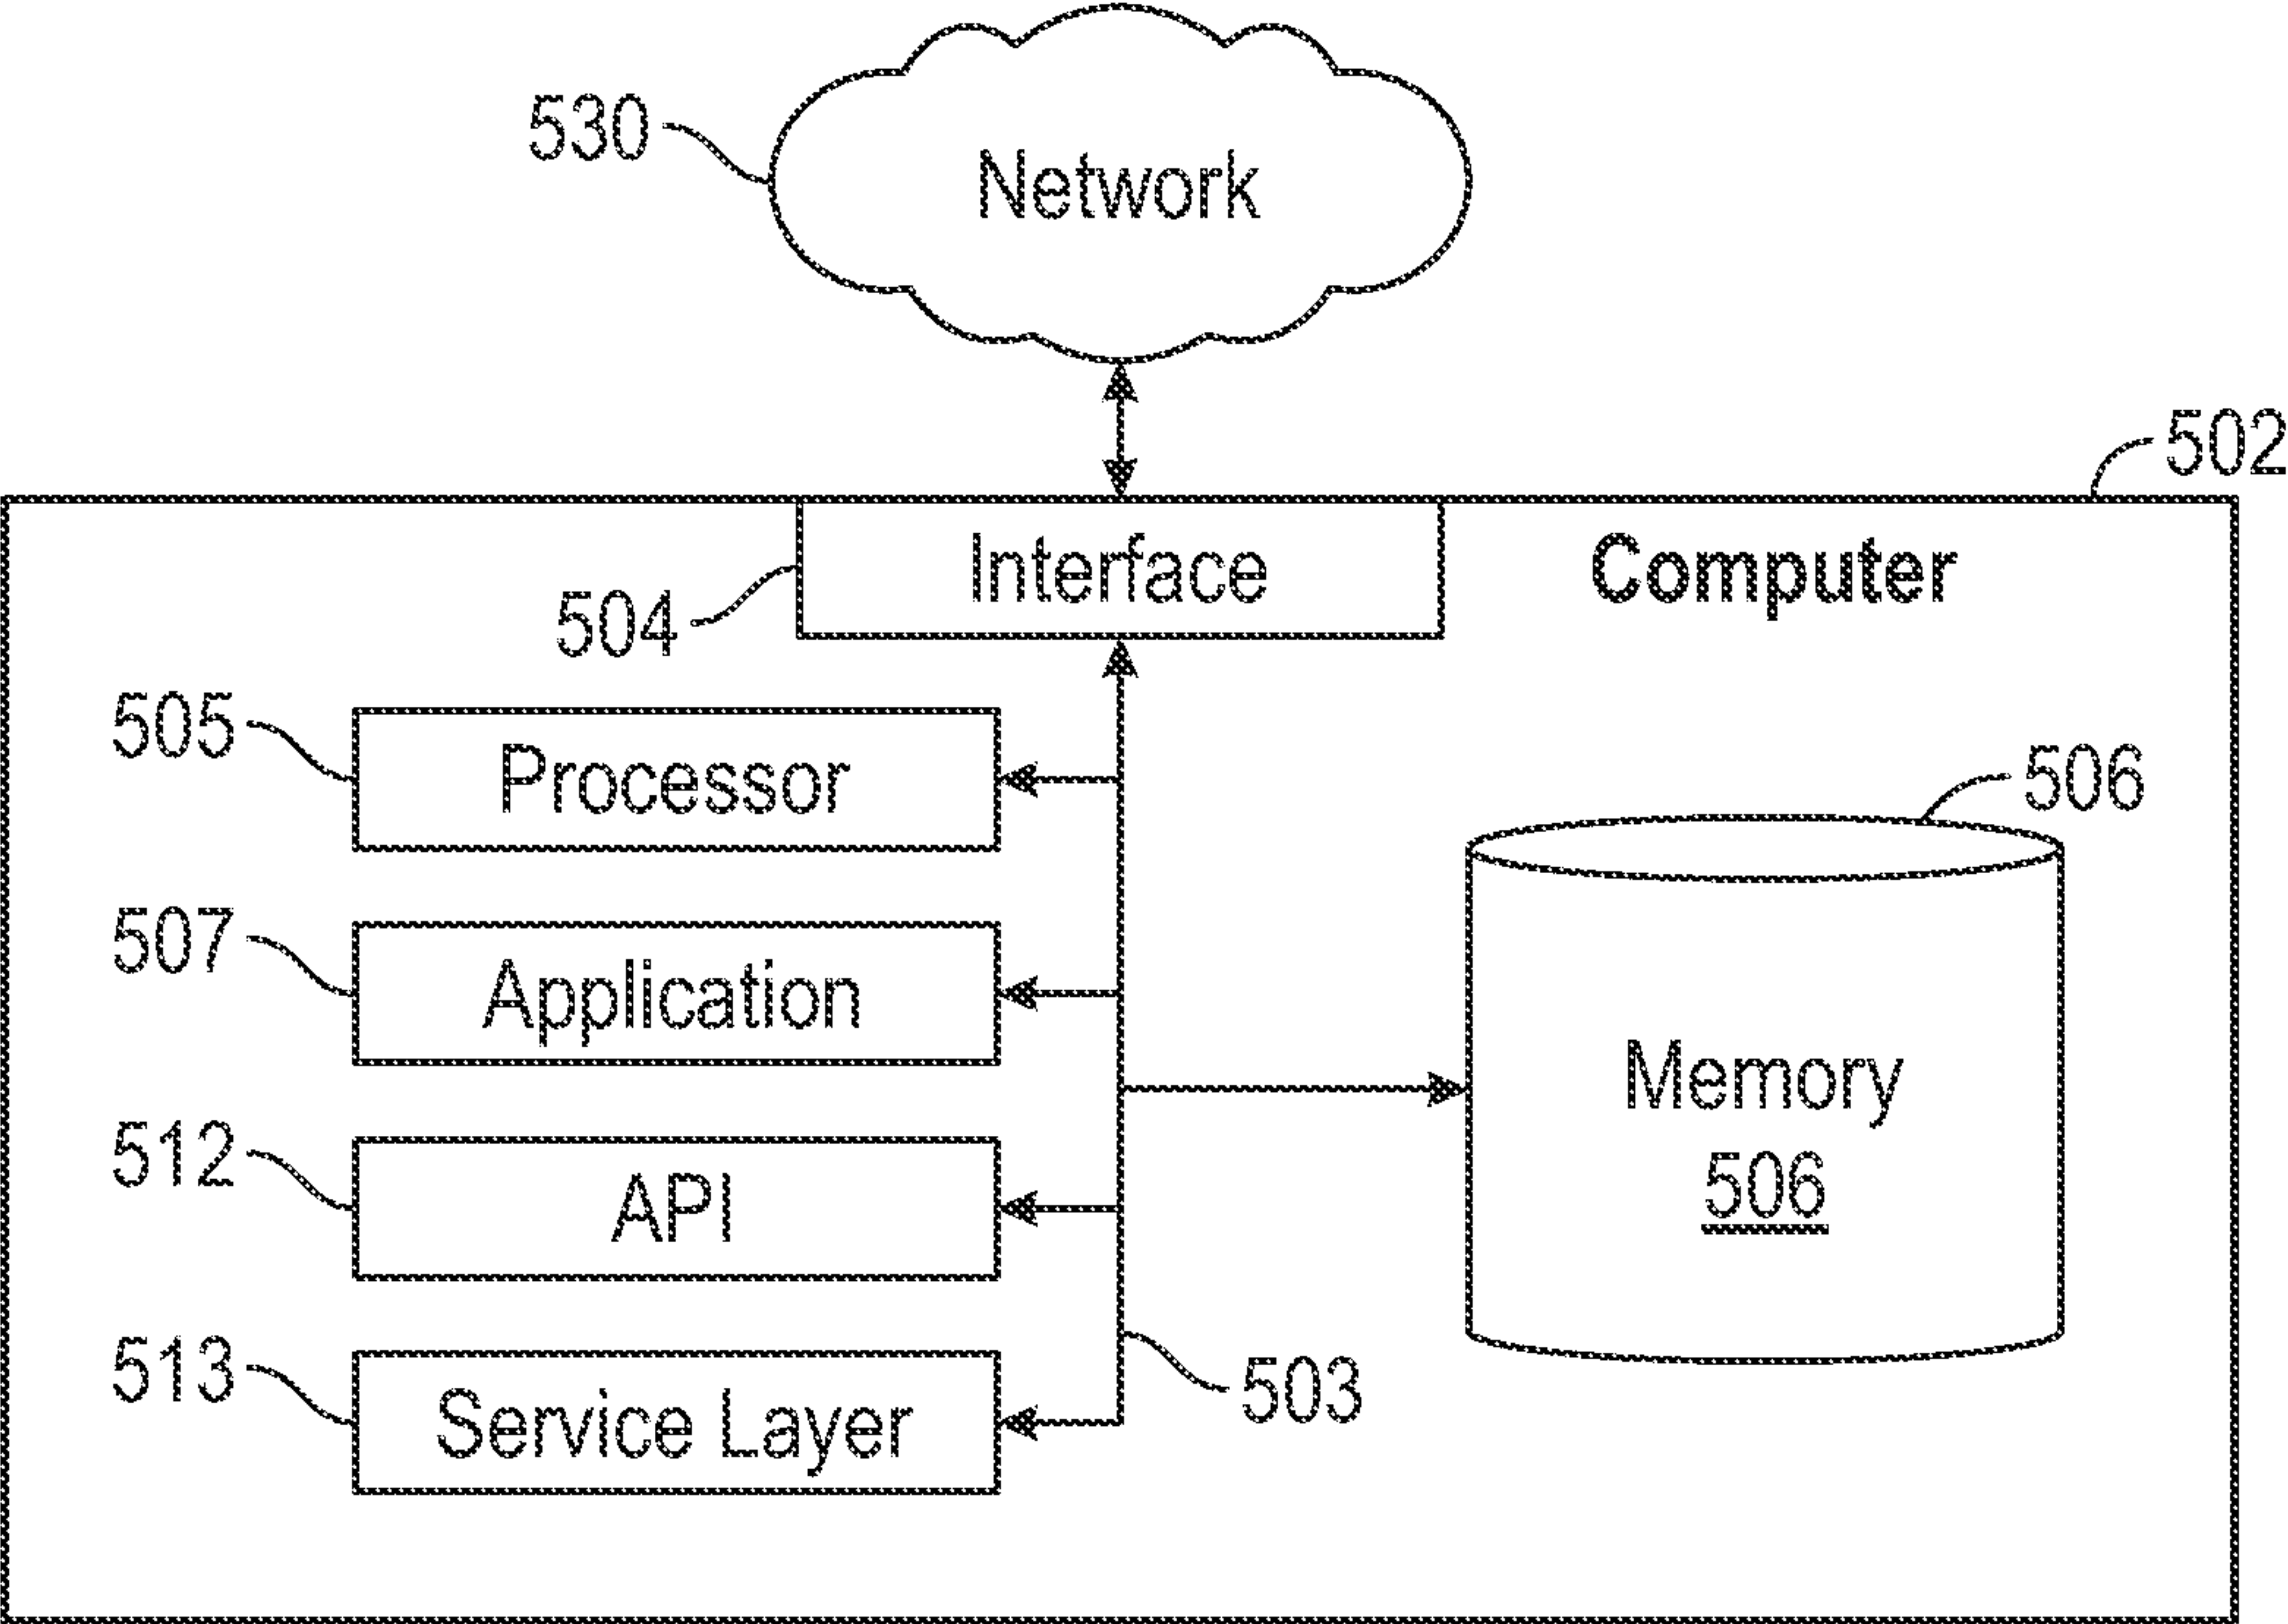 530
Network
502
Interface
Computer
504
505
Processor
506
507
Application
Memory
506
512
API
513
Service Layer
503